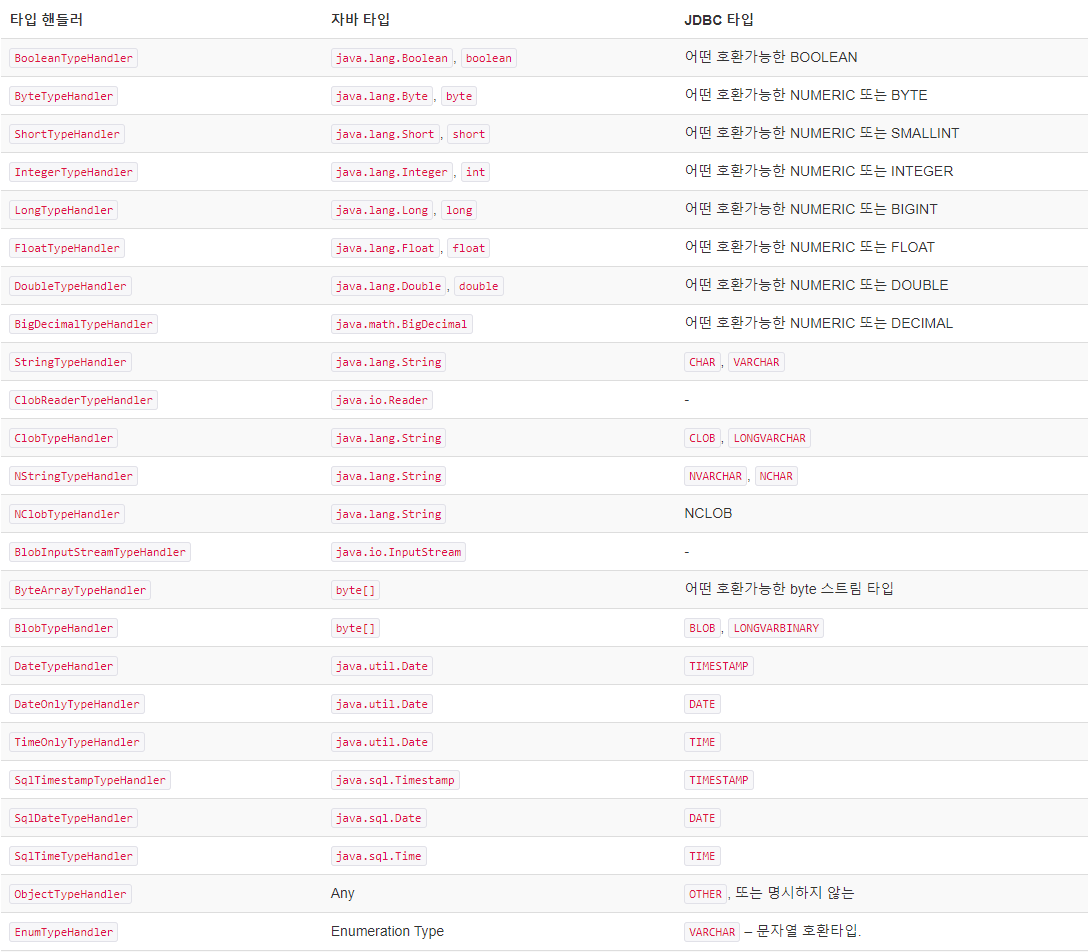 타입 핸들러 자바 타입 JDBC 타입
BooleanTypeHandler java.lang.Boolean, boolean 어떤 호환가능한 BOOLEAN
ByteTypeHandler java.lang.Byte, byte 어떤 호환가능한 NUMERIC 또는 BYTE
ShortTypeHandler java.lang.Short, short 어떤 호환가능한 NUMERIC 또는 SMALLINT
IntegerTypeHandler java.lang.Integer, int 어떤 호환가능한 NUMERIC 또는 INTEGER
LongTypeHandler java.lang.Long, long 어떤 호환가능한 NUMERIC 또는 BIGINT
FloatTypeHandler java.lang.Float, float 어떤 호환가능한 NUMERIC 또는 FLOAT
DoubleTypeHandler java.lang.Double, double 어떤 호환가능한 NUMERIC 또는 DOUBLE
BigDecimalTypeHandler java.math.BigDecimal 어떤 호환가능한 NUMERIC 또는 DECIMAL
StringTypeHandler java.lang.String CHAR, VARCHAR
ClobReaderTypeHandler java.io.Reader -
ClobTypeHandler java.lang.String CLOB, LONGVARCHAR
NStringTypeHandler java.lang.String NVARCHAR, NCHAR
NClobTypeHandler java.lang.String NCLOB
BlobInputStreamTypeHandler java.io.InputStream -
ByteArrayTypeHandler byte[] 어떤 호환가능한 byte 스트림 타입
BlobTypeHandler byte[] BLOB, LONGVARBINARY
DateTypeHandler java.util.Date TIMESTAMP
DateOnlyTypeHandler java.util.Date DATE
TimeOnlyTypeHandler java.util.Date TIME
SqlTimestampTypeHandler java.sql.Timestamp TIMESTAMP
SqlDateTypeHandler java.sql.Date DATE
SqlTimeTypeHandler java.sql.Time TIME
ObjectTypeHandler Any OTHER, 또는 명시하지 않는
EnumTypeHandler Enumeration Type VARCHAR – 문자열 호환타입.